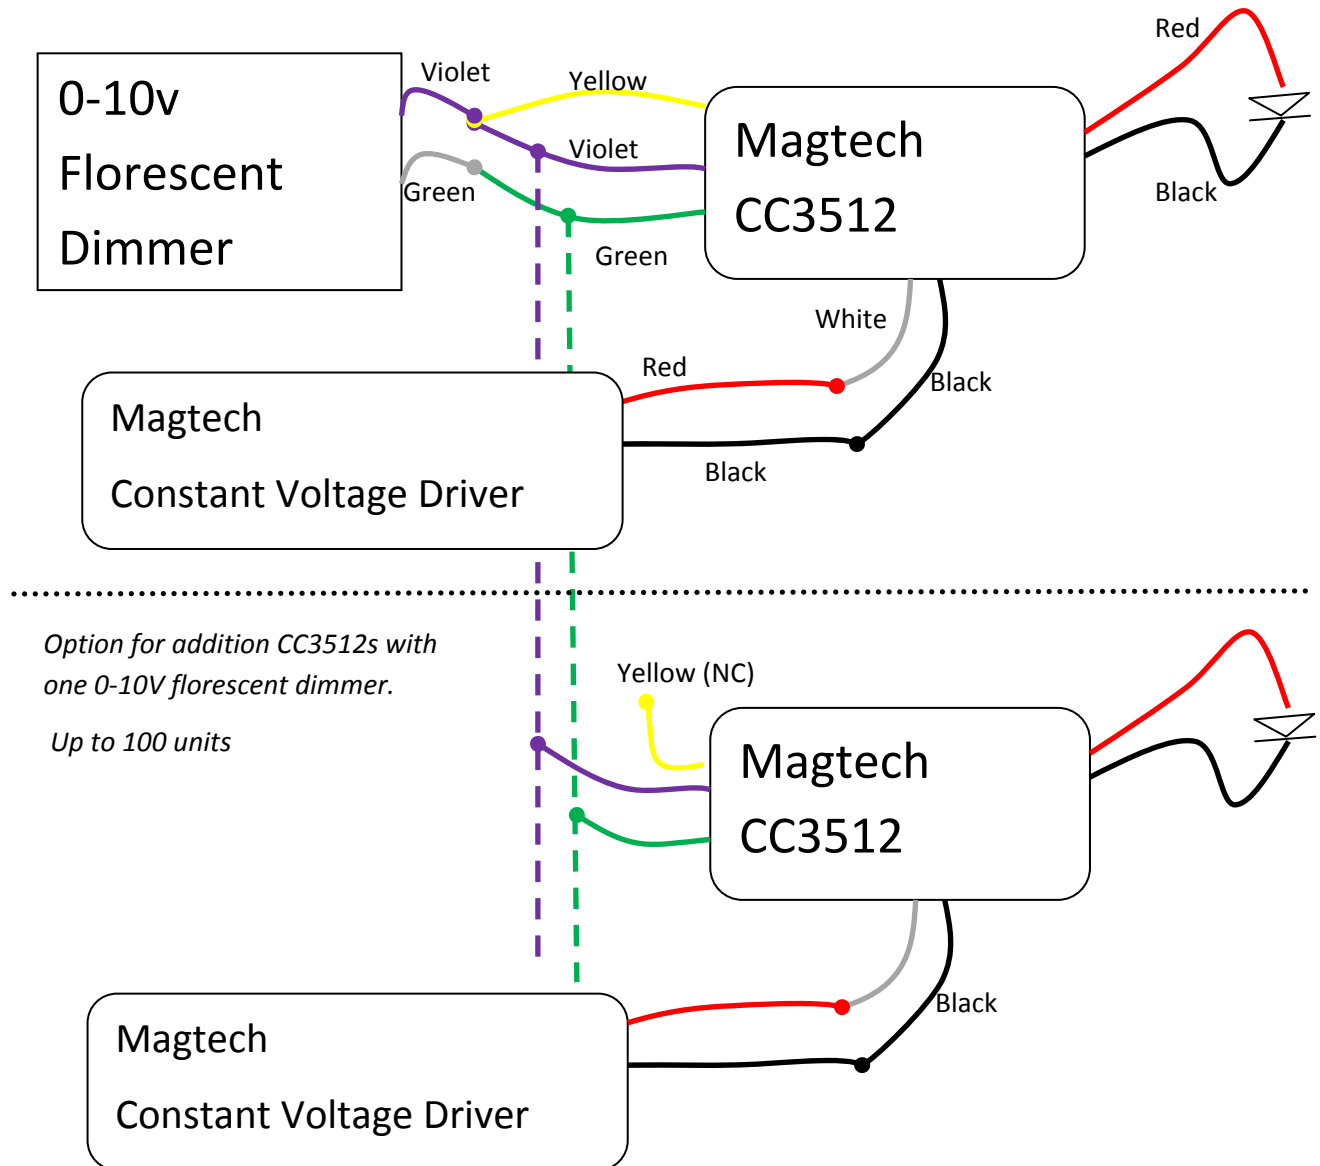 0-10v
Florescent
Dimmer
Violet
Yellow
Violet
Green
Green
Magtech
CC3512
Red
Black
White
Black
Red
Black
Magtech
Constant Voltage Driver
Option for addition CC3512s with
one 0-10V florescent dimmer.
Up to 100 units
Yellow (NC)
Magtech
CC3512
Black
Magtech
Constant Voltage Driver